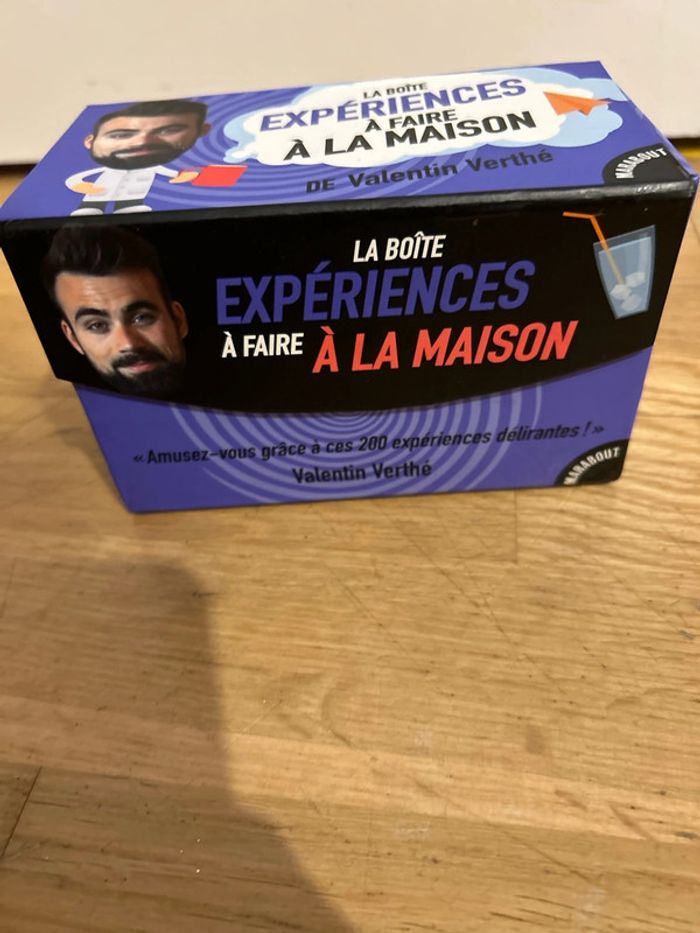 LA BOÎTE
EXPÉRIENCES
À FAIRE
À LA MAISON
DE Valentin Verthé
MARABOUT
LA BOÎTE
EXPÉRIENCES
À FAIRE À LA MAISON
« Amusez-vous grâce à ces 200 expériences délirantes ! »
Valentin Verthé
MARABOUT